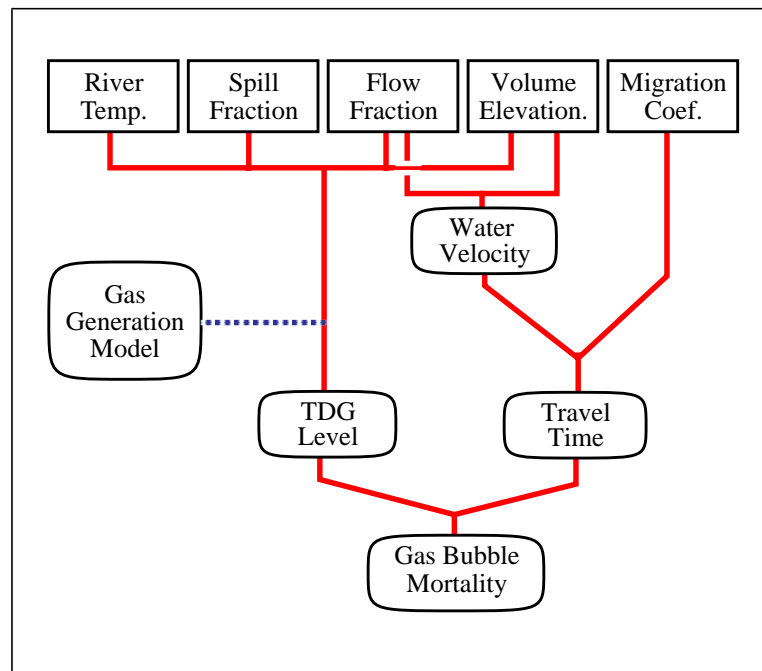 River
Temp.
Spill
Fraction
Flow
Fraction
Volume
Elevation.
Migration
Coef.
Water
Velocity
Gas
Generation
Model
TDG
Level
Travel
Time
Gas Bubble
Mortality